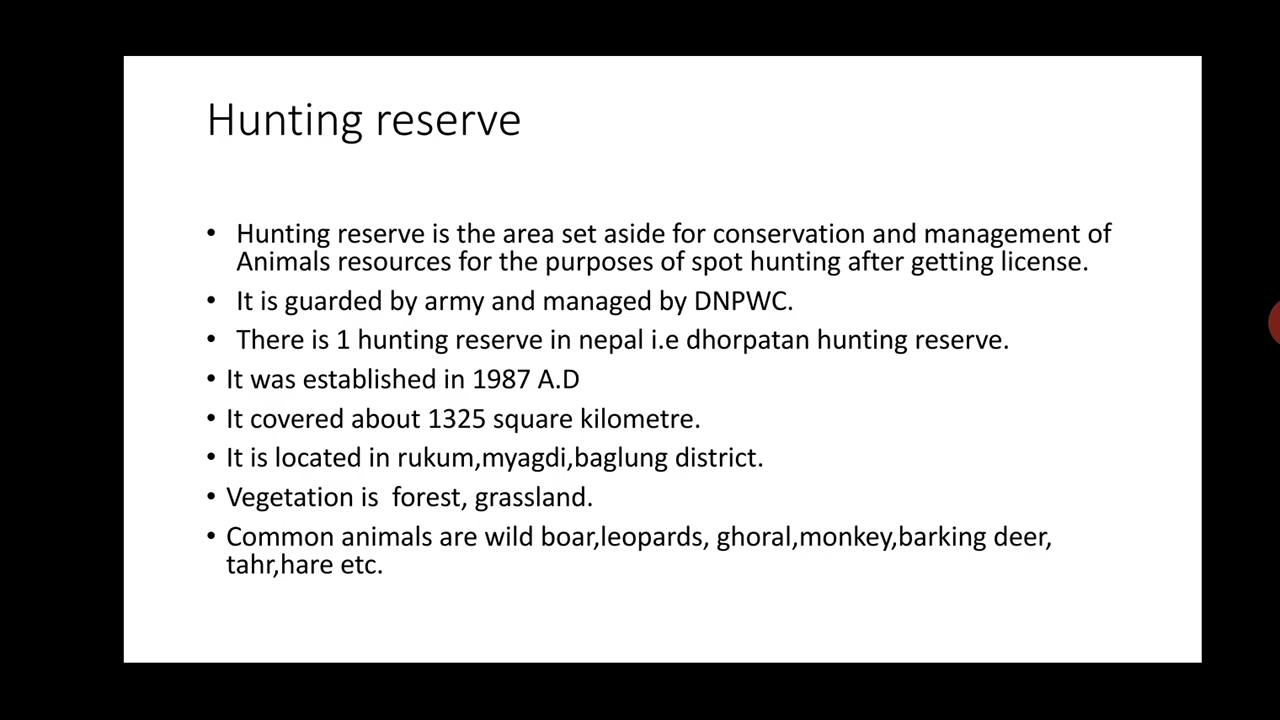 Hunting reserve
• Hunting reserve is the area set aside for conservation and management of
Animals resources for the purposes of spot hunting after getting license.
• It is guarded by army and managed by DNPWC.
• There is 1 hunting reserve in nepal i.e dhorpatan hunting reserve.
• It was established in 1987 A.D
• It covered about 1325 square kilometre.
• It is located in rukum,myagdi,baglung district.
• Vegetation is forest, grassland.
• Common animals are wild boar,leopards, ghoral,monkey,barking deer,
tahr,hare etc.